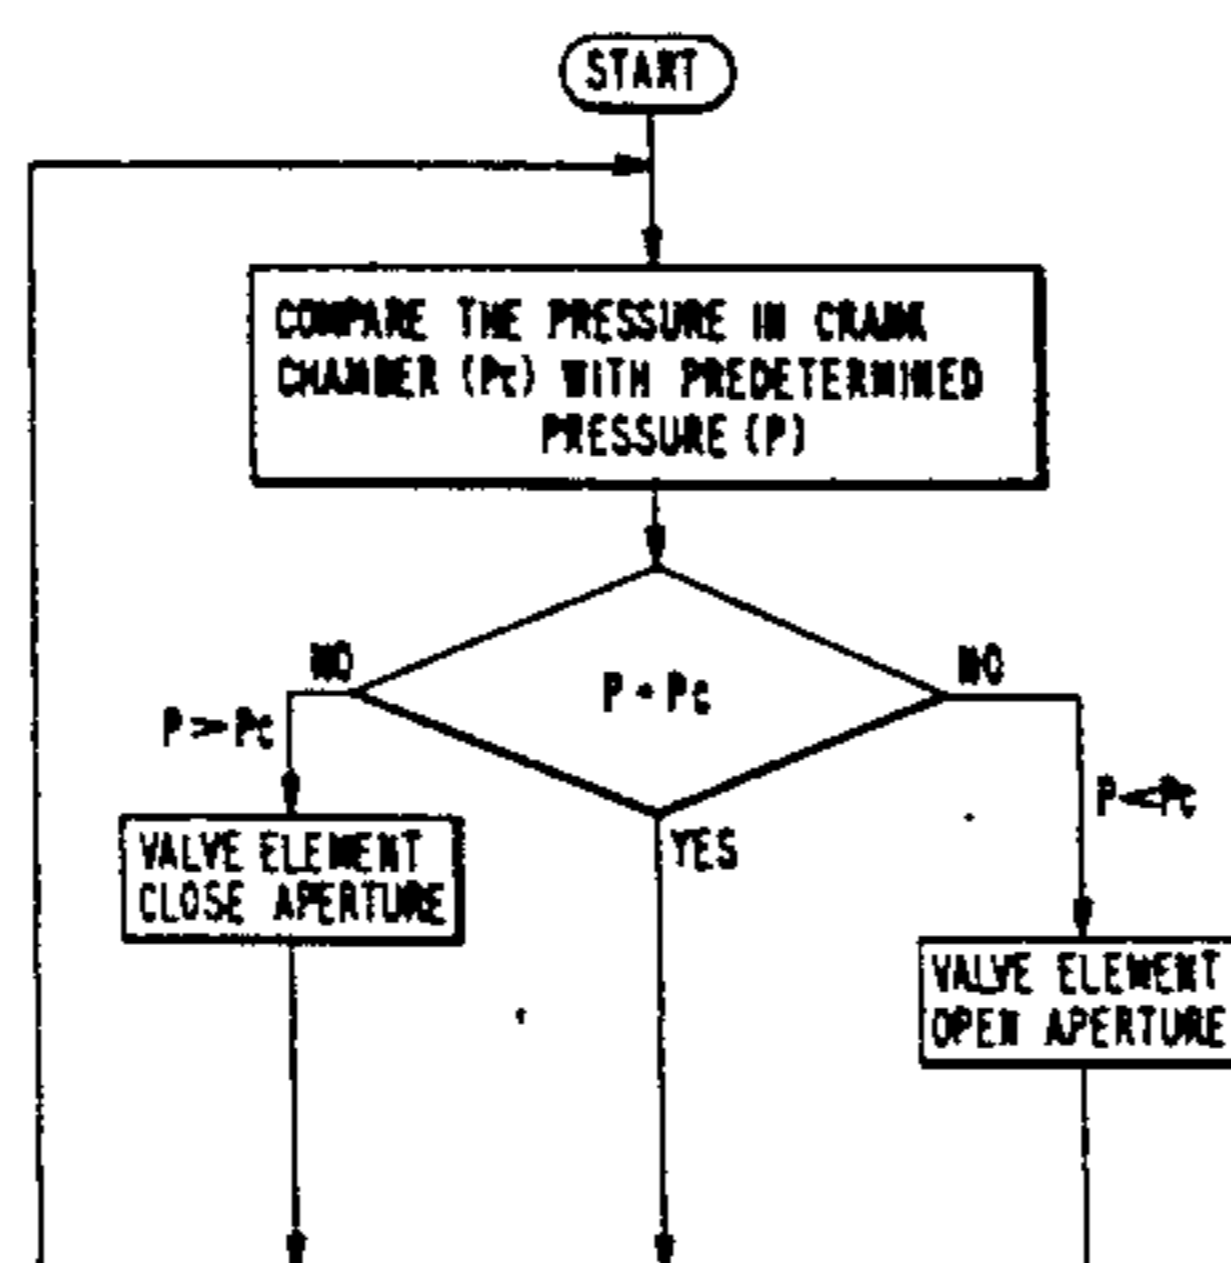 START
COMPARE THE PRESSURE IN CRANK
CHAMBER (Pc) WITH PREDETERMINED
PRESSURE (P)
NO
P = Pc
NO
P > Pc
P < Pc
VALVE ELEMENT
CLOSE APERTURE
YES
VALVE ELEMENT
OPEN APERTURE